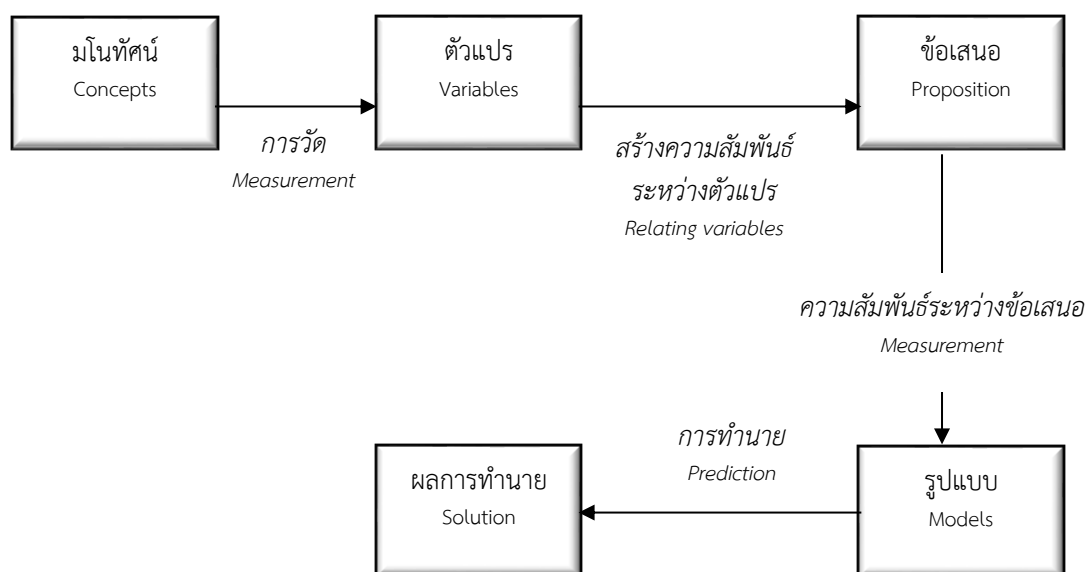 มโนทัศน์
Concepts
การวัด
Measurement
ตัวแปร
Variables
สร้างความสัมพันธ์
ระหว่างตัวแปร
Relating variables
ข้อเสนอ
Proposition
ความสัมพันธ์ระหว่างข้อเสนอ
Measurement
รูปแบบ
Models
การทำนาย
Prediction
ผลการทำนาย
Solution